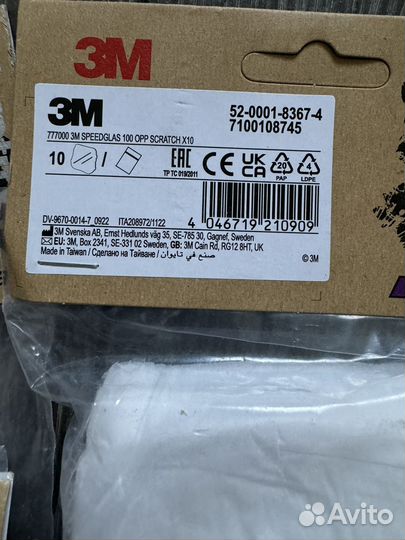 3M
3M
52-0001-8367-4
7100108745
777000 3M SPEEDGLAS 100 OPP SCRATCH X10
10 /
EAC
TP TC 019/2011
CE
UK
CA
20
PAP
4
LDPE
DV-9670-0014-7_0922 ITA208972/1122
4 046719 210909
3M Svenska AB, Ernst Hedlunds väg 35, SE-785 30, Gagnef, Sweden
EU: 3M, Box 2341, SE-331 02 Sweden, GB: 3M Cain Rd, RG12 8HT, UK
Made in Taiwan / Сделано на Тайване / صنع في تايوان
© 3M
Avito